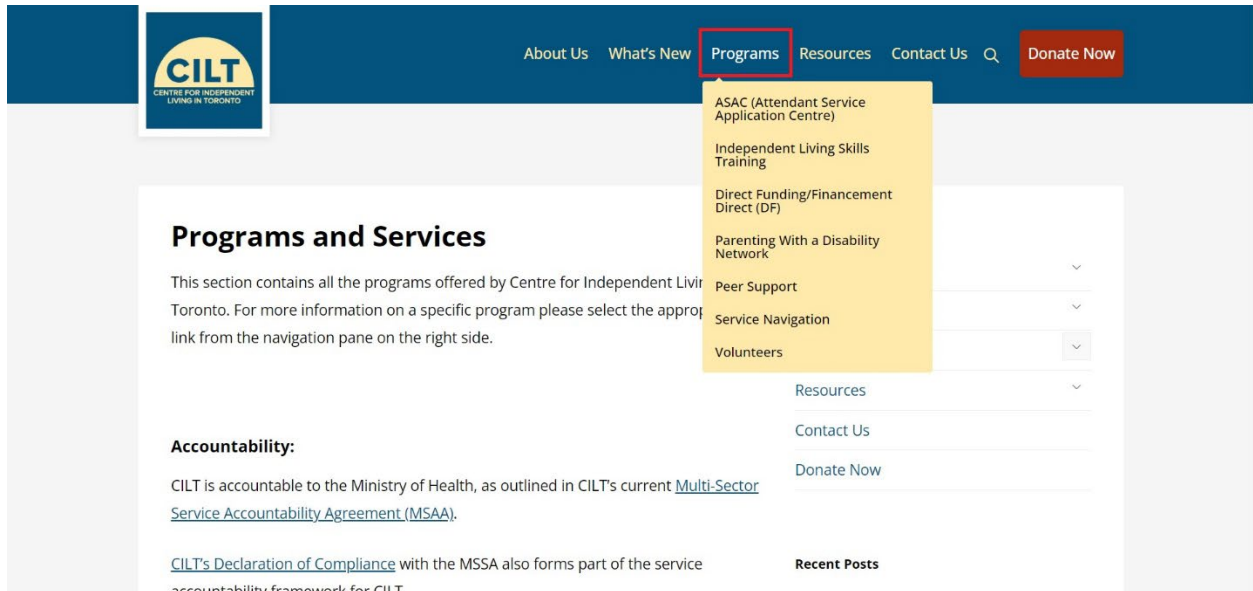 CILT
CENTRE FOR INDEPENDENT
LIVING IN TORONTO
About Us What's New Programs Resources Contact Us Donate Now
ASAC (Attendant Service
Application Centre)
Independent Living Skills
Training
Direct Funding/Financement
Direct (DF)
Parenting With a Disability
Network
Peer Support
Service Navigation
Volunteers
Programs and Services
This section contains all the programs offered by Centre for Independent
Toronto. For more information on a specific program please select the
link from the navigation pane on the right side.
Resources
Contact Us
Donate Now
Accountability:
CILT is accountable to the Ministry of Health, as outlined in CILT's current Multi-Sector
Service Accountability Agreement (MSAA).
CILT's Declaration of Compliance with the MSSA also forms part of the service
accountability framework for CILT
Recent Posts